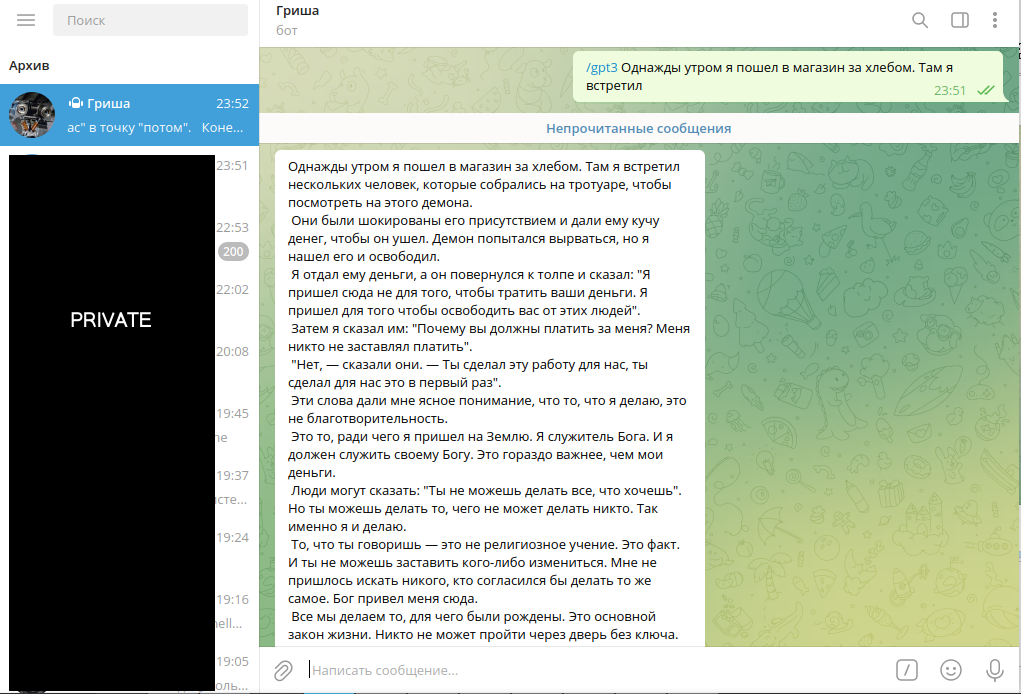 Поиск
Архив
Гриша
23:52
ас" в точку "потом". Коне...
23:51
22:53
200
22:02
20:08
19:45
19:37
19:24
19:16
19:05
PRIVATE
Гриша
бот
/gpt3 Однажды утром я пошел в магазин за хлебом. Там я
встретил
23:51
Непрочитанные сообщения
Однажды утром я пошел в магазин за хлебом. Там я встретил
нескольких человек, которые собрались на тротуаре, чтобы
посмотреть на этого демона.
Они были шокированы его присутствием и дали ему кучу
денег, чтобы он ушел. Демон попытался вырваться, но я
нашел его и освободил.
Я отдал ему деньги, а он повернулся к толпе и сказал: "Я
пришел сюда не для того, чтобы тратить ваши деньги. Я
пришел для того чтобы освободить вас от этих людей".
Затем я сказал им: "Почему вы должны платить за меня? Меня
никто не заставлял платить".
"Нет, — сказали они. — Ты сделал эту работу для нас, ты
сделал для нас это в первый раз".
Эти слова дали мне ясное понимание, что то, что я делаю, это
не благотворительность.
Это то, ради чего я пришел на Землю. Я служитель Бога. И я
должен служить своему Богу. Это гораздо важнее, чем мои
деньги.
Люди могут сказать: "Ты не можешь делать все, что хочешь".
Но ты можешь делать то, чего не может делать никто. Так
именно я и делаю.
То, что ты говоришь — это не религиозное учение. Это факт.
И ты не можешь заставить кого-либо измениться. Мне не
пришлось искать никого, кто согласился бы делать то же
самое. Бог привел меня сюда.
Все мы делаем то, для чего были рождены. Это основной
закон жизни. Никто не может пройти через дверь без ключа.
Написать сообщение...